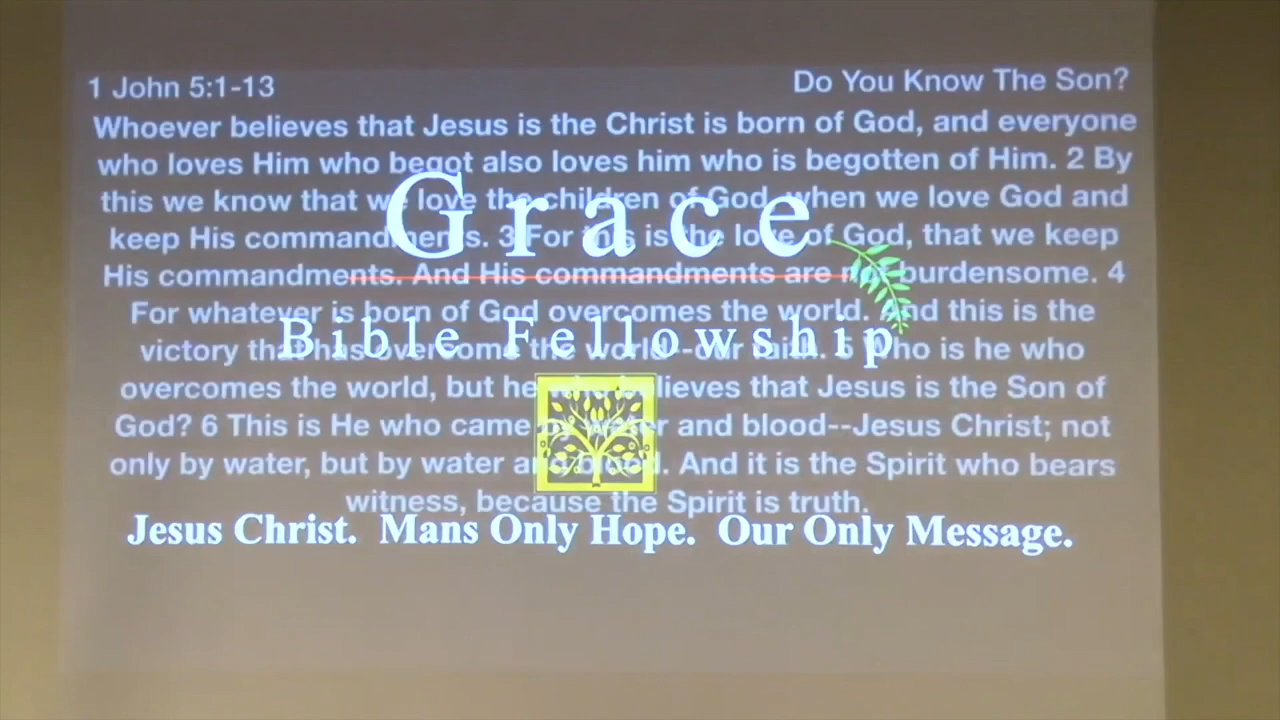 1 John 5:1-13
Do You Know The Son?
Whoever believes that Jesus is the Christ is born of God, and everyone
who loves Him who begot also loves him who is begotten of Him. 2 By
this we know that we love the children of God, when we love God and
keep His commandments. 3 For this is the love of God, that we keep
His commandments. And His commandments are not burdensome. 4
For whatever is born of God overcomes the world. And this is the
victory that has overcome the world--our faith. 5 Who is he who
overcomes the world, but he who believes that Jesus is the Son of
God? 6 This is He who came by water and blood--Jesus Christ; not
only by water, but by water and blood. And it is the Spirit who bears
witness, because the Spirit is truth.
Grace
Bible Fellowship
Jesus Christ. Mans Only Hope. Our Only Message.